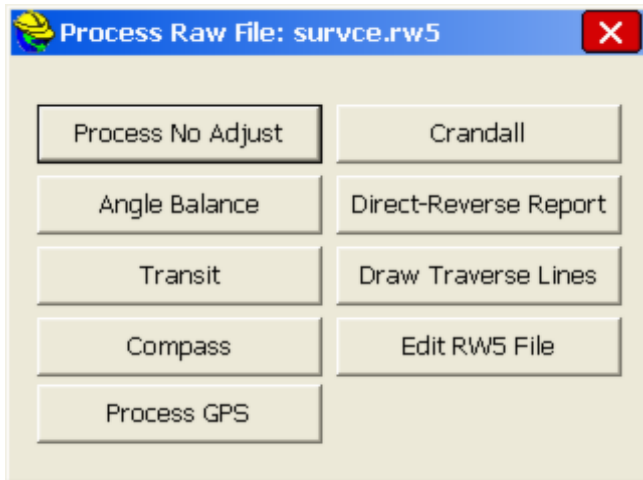 Process Raw File: survce.rw5
Process No Adjust
Crandall
Angle Balance
Direct-Reverse Report
Transit
Draw Traverse Lines
Compass
Edit RW5 File
Process GPS